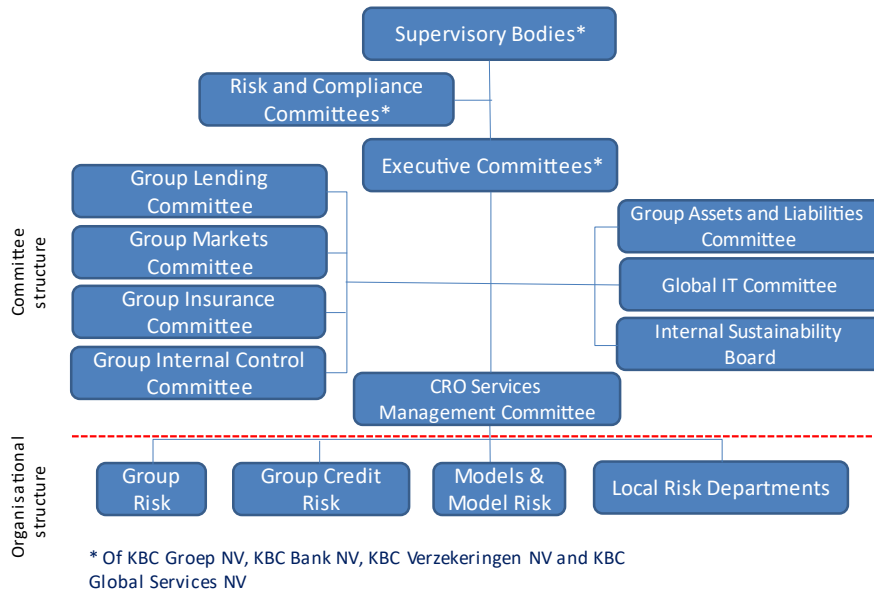 Supervisory Bodies*
Risk and Compliance
Committees*
Executive Committees*
Committee
structure
Group Lending
Committee
Group Markets
Committee
Group Insurance
Committee
Group Internal Control
Committee
Group Assets and Liabilities
Committee
Global IT Committee
Internal Sustainability
Board
CRO Services
Management Committee
Organisational
structure
Group
Risk
Group Credit
Risk
Models &
Model Risk
Local Risk Departments
* Of KBC Groep NV, KBC Bank NV, KBC Verzekeringen NV and KBC
Global Services NV